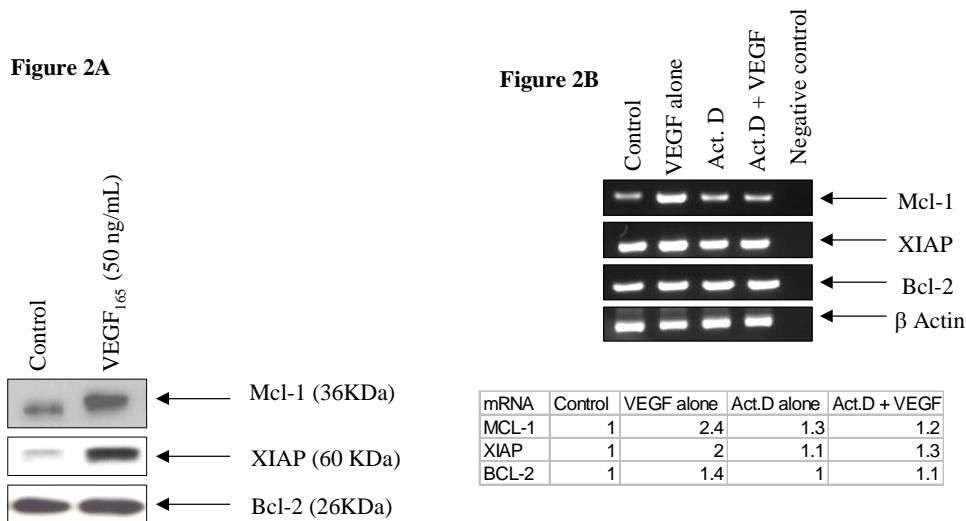 Figure 2A
Control
VEGF165 (50 ng/mL)
Mcl-1 (36KDa)
XIAP (60 KDa)
Bcl-2 (26KDa)
Figure 2B
Control
VEGF alone
Act. D
Act.D + VEGF
Negative control
Mcl-1
XIAP
Bcl-2
β Actin
mRNA Control VEGF alone Act.D alone Act.D + VEGF
MCL-1 1 2.4 1.3 1.2
XIAP 1 2 1.1 1.3
BCL-2 1 1.4 1 1.1